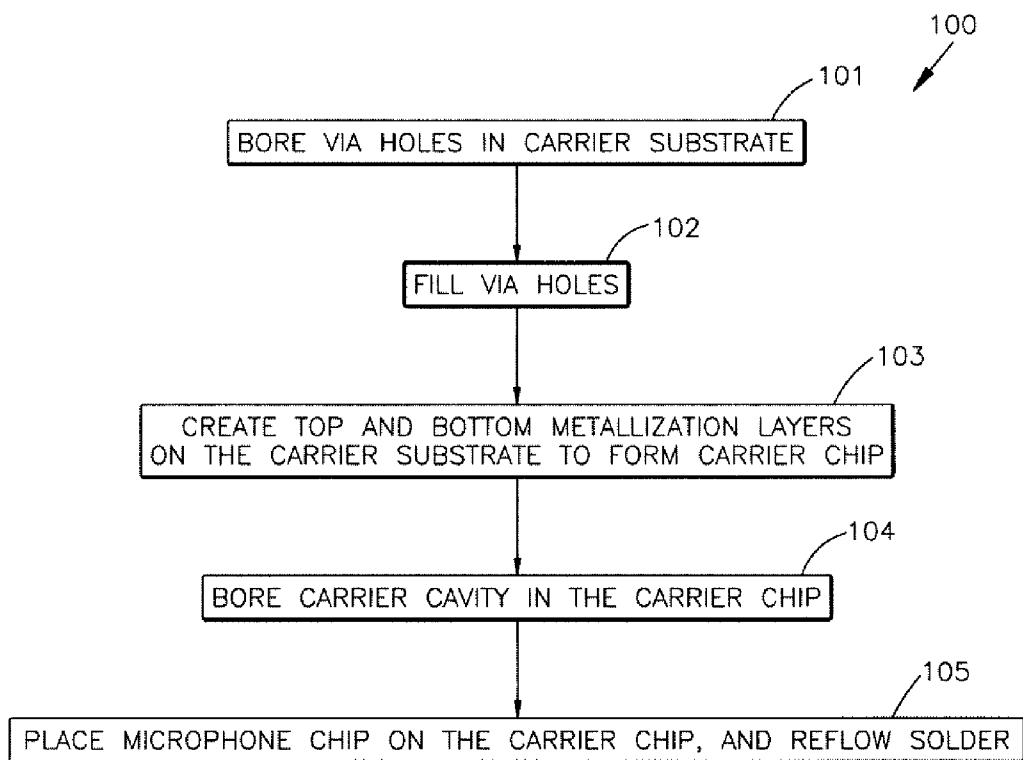 100
101
BORE VIA HOLES IN CARRIER SUBSTRATE
102
FILL VIA HOLES
103
CREATE TOP AND BOTTOM METALLIZATION LAYERS
ON THE CARRIER SUBSTRATE TO FORM CARRIER CHIP
104
BORE CARRIER CAVITY IN THE CARRIER CHIP
105
PLACE MICROPHONE CHIP ON THE CARRIER CHIP, AND REFLOW SOLDER